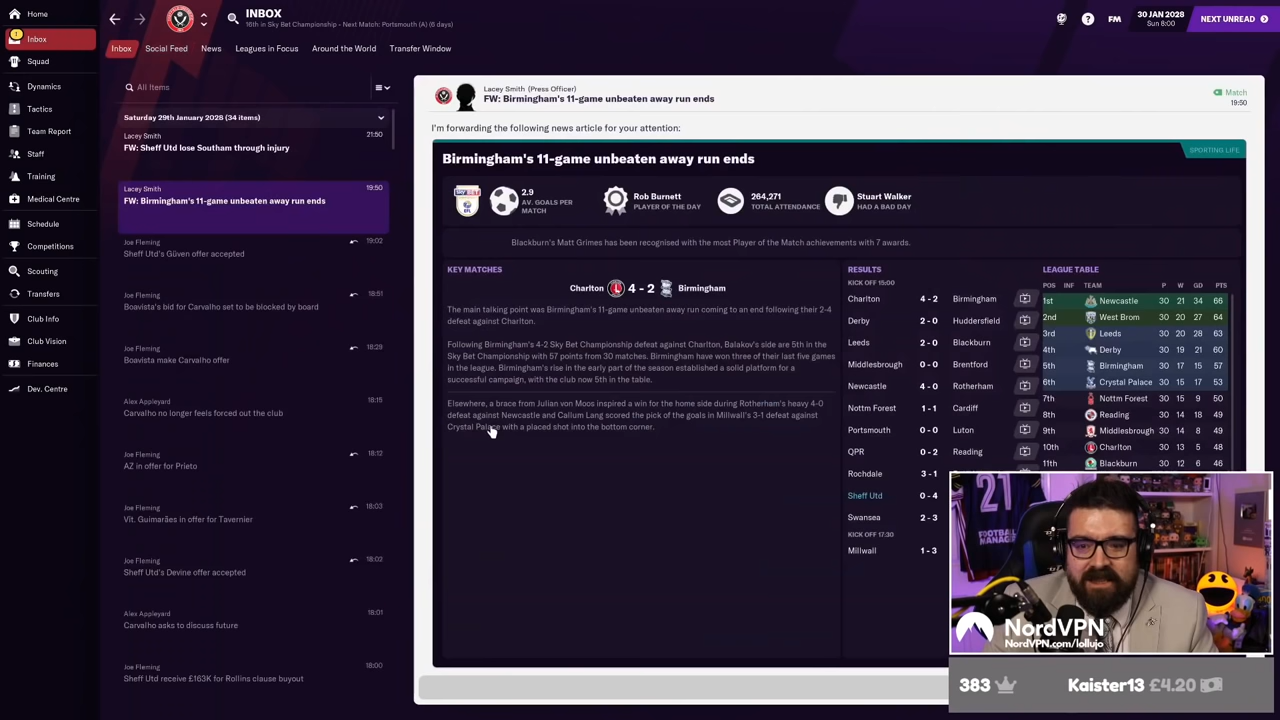 Home
INBOX
16th in Sky Bet Championship - Next Match: Portsmouth (A) (6 days)
FM
30 JAN 2028
Sun 8:00
NEXT UNREAD
Inbox
Squad
Dynamics
Tactics
Team Report
Staff
Training
Medical Centre
Schedule
Competitions
Scouting
Transfers
Club Info
Club Vision
Finances
Dev. Centre
Inbox Social Feed News Leagues in Focus Around the World Transfer Window
All Items
Saturday 29th January 2028 (34 items)
Lacey Smith 21:50
FW: Sheff Utd lose Southam through injury
Lacey Smith 19:50
FW: Birmingham's 11-game unbeaten away run ends
Joe Fleming 19:02
Sheff Utd's Güven offer accepted
Joe Fleming 18:51
Boavista's bid for Carvalho set to be blocked by board
Joe Fleming 18:29
Boavista make Carvalho offer
Alex Appleyard 18:15
Carvalho no longer feels forced out the club
Joe Fleming 18:12
AZ in offer for Prieto
Joe Fleming 18:03
Vit. Guimarães in offer for Tavernier
Joe Fleming 18:02
Sheff Utd's Devine offer accepted
Alex Appleyard 18:01
Carvalho asks to discuss future
Joe Fleming 18:00
Sheff Utd receive £163K for Rollins clause buyout
Lacey Smith (Press Officer)
FW: Birmingham's 11-game unbeaten away run ends
Match
19:50
I'm forwarding the following news article for your attention:
Birmingham's 11-game unbeaten away run ends
SPORTING LIFE
SKY BET
EFL
2.9
AV. GOALS PER
MATCH
Rob Burnett
PLAYER OF THE DAY
264,271
TOTAL ATTENDANCE
Stuart Walker
HAD A BAD DAY
Blackburn's Matt Grimes has been recognised with the most Player of the Match achievements with 7 awards.
KEY MATCHES
Charlton 4 - 2 Birmingham
The main talking point was Birmingham's 11-game unbeaten away run coming to an end following their 2-4
defeat against Charlton.
Following Birmingham's 4-2 Sky Bet Championship defeat against Charlton, Balakov's side are 5th in the
Sky Bet Championship with 57 points from 30 matches. Birmingham have won three of their last five games
in the league. Birmingham's rise in the early part of the season established a solid platform for a
successful campaign, with the club now 5th in the table.
Elsewhere, a brace from Julian von Moos inspired a win for the home side during Rotherham's heavy 4-0
defeat against Newcastle and Callum Lang scored the pick of the goals in Millwall's 3-1 defeat against
Crystal Palace with a placed shot into the bottom corner.
RESULTS
KICK OFF 15:00
Charlton 4 - 2 Birmingham
Derby 2 - 0 Huddersfield
Leeds 2 - 0 Blackburn
Middlesbrough 0 - 0 Brentford
Newcastle 4 - 0 Rotherham
Nottm Forest 1 - 1 Cardiff
Portsmouth 0 - 0 Luton
QPR 0 - 2 Reading
Rochdale 3 - 1
Sheff Utd 0 - 4
Swansea 2 - 3
KICK OFF 17:30
Millwall 1 - 3
LEAGUE TABLE
POS INF TEAM P W GD PTS
1st Newcastle 30 21 34 66
2nd West Brom 30 20 27 64
3rd Leeds 30 20 28 63
4th Derby 30 19 21 60
5th Birmingham 30 17 17 57
6th Crystal Palace 30 15 17 53
7th Nottm Forest 30 15 9 50
8th Reading 30 14 18 49
9th Middlesbrough 30 14 8 49
10th Charlton 30 13 5 48
11th Blackburn 30 12 6 46
21
FOOTBALL
MANAGER
NordVPN
NordVPN.com/lollujo
383
Kaister13 £4.20